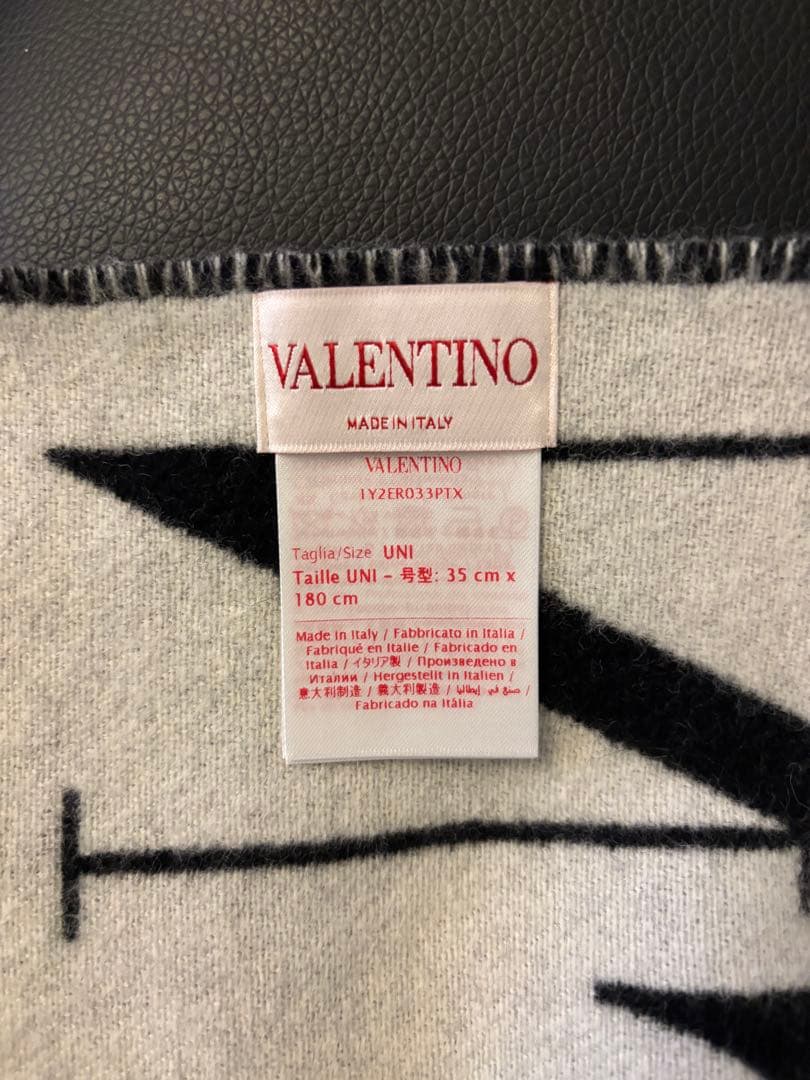 VALENTINO
MADE IN ITALY
VALENTINO
1Y2ER033PTX
Taglia/Size UNI
Taille UNI - 号型: 35 cm x
180 cm
Made in Italy / Fabbricato in Italia /
Fabriqué en Italie / Fabricado en
Italia / イタリア製 / Произведено в
Италии / Hergestellt in Italien /
意大利制造 / 義大利製造 / صنع في إيطاليا /
Fabricado na Itália